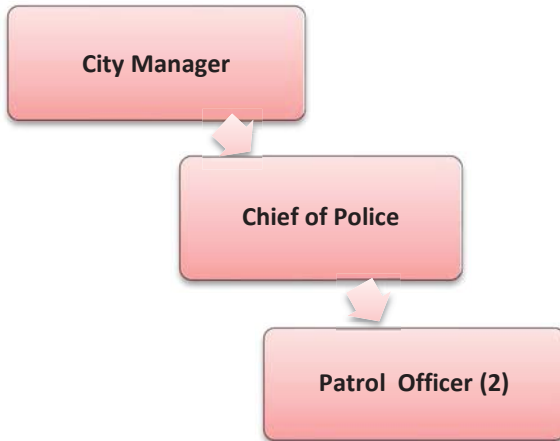 City Manager
Chief of Police
Patrol Officer (2)